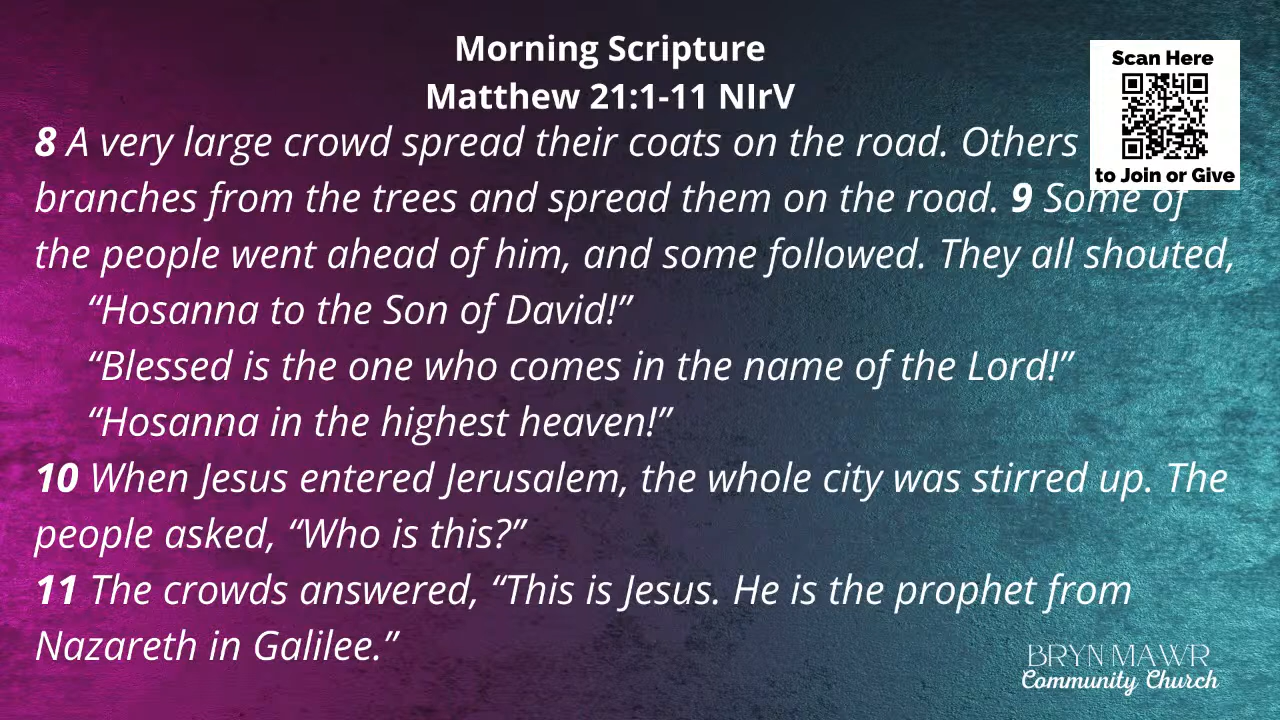 Morning Scripture
Matthew 21:1-11 NIrV
Scan Here
to Join or Give
8 A very large crowd spread their coats on the road. Others
branches from the trees and spread them on the road. 9 Some of
the people went ahead of him, and some followed. They all shouted,
“Hosanna to the Son of David!”
“Blessed is the one who comes in the name of the Lord!”
“Hosanna in the highest heaven!”
10 When Jesus entered Jerusalem, the whole city was stirred up. The
people asked, “Who is this?”
11 The crowds answered, “This is Jesus. He is the prophet from
Nazareth in Galilee.”
BRYN MAWR
Community Church